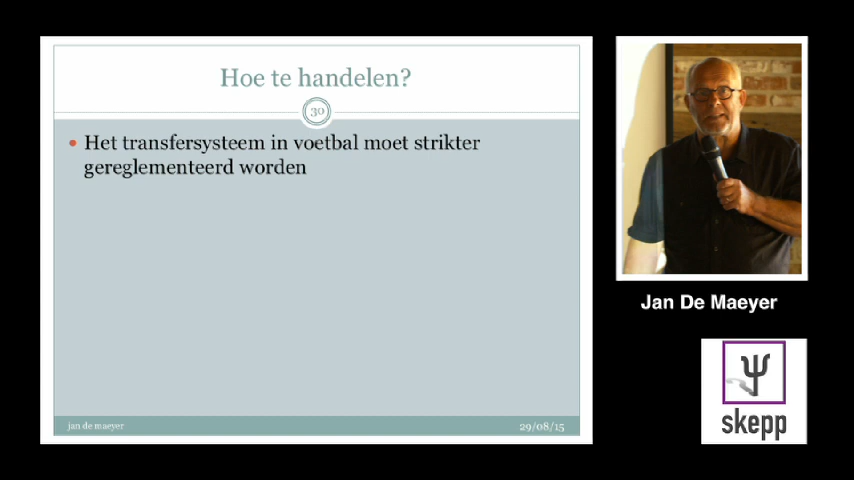 Hoe te handelen?
30
Het transfersysteem in voetbal moet strikter
gereglementeerd worden
jan de maeyer
29/08/15
Jan De Maeyer
skepp